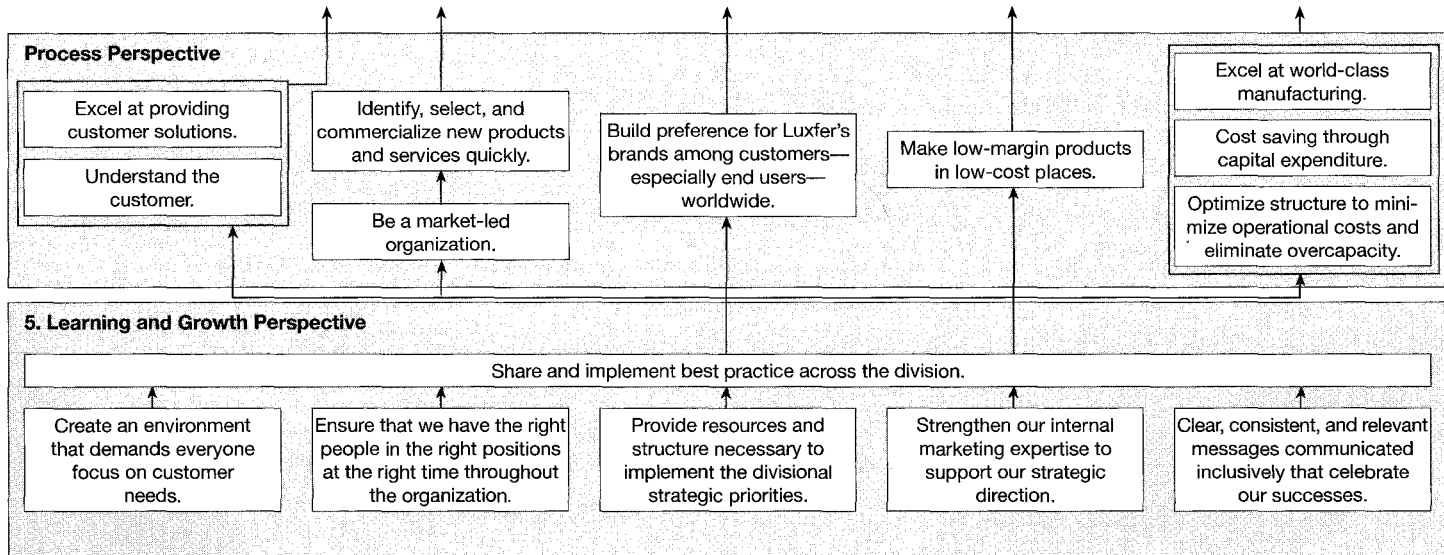 Process Perspective
Excel at providing
customer solutions.
Understand the
customer.
Identify, select, and
commercialize new products
and services quickly.
Be a market-led
organization.
Build preference for Luxfer's
brands among customers—
especially end users—
worldwide.
Make low-margin products
in low-cost places.
Excel at world-class
manufacturing.
Cost saving through
capital expenditure.
Optimize structure to mini-
mize operational costs and
eliminate overcapacity.
5. Learning and Growth Perspective
Share and implement best practice across the division.
Create an environment
that demands everyone
focus on customer
needs.
Ensure that we have the right
people in the right positions
at the right time throughout
the organization.
Provide resources and
structure necessary to
implement the divisional
strategic priorities.
Strengthen our internal
marketing expertise to
support our strategic
direction.
Clear, consistent, and relevant
messages communicated
inclusively that celebrate
our successes.